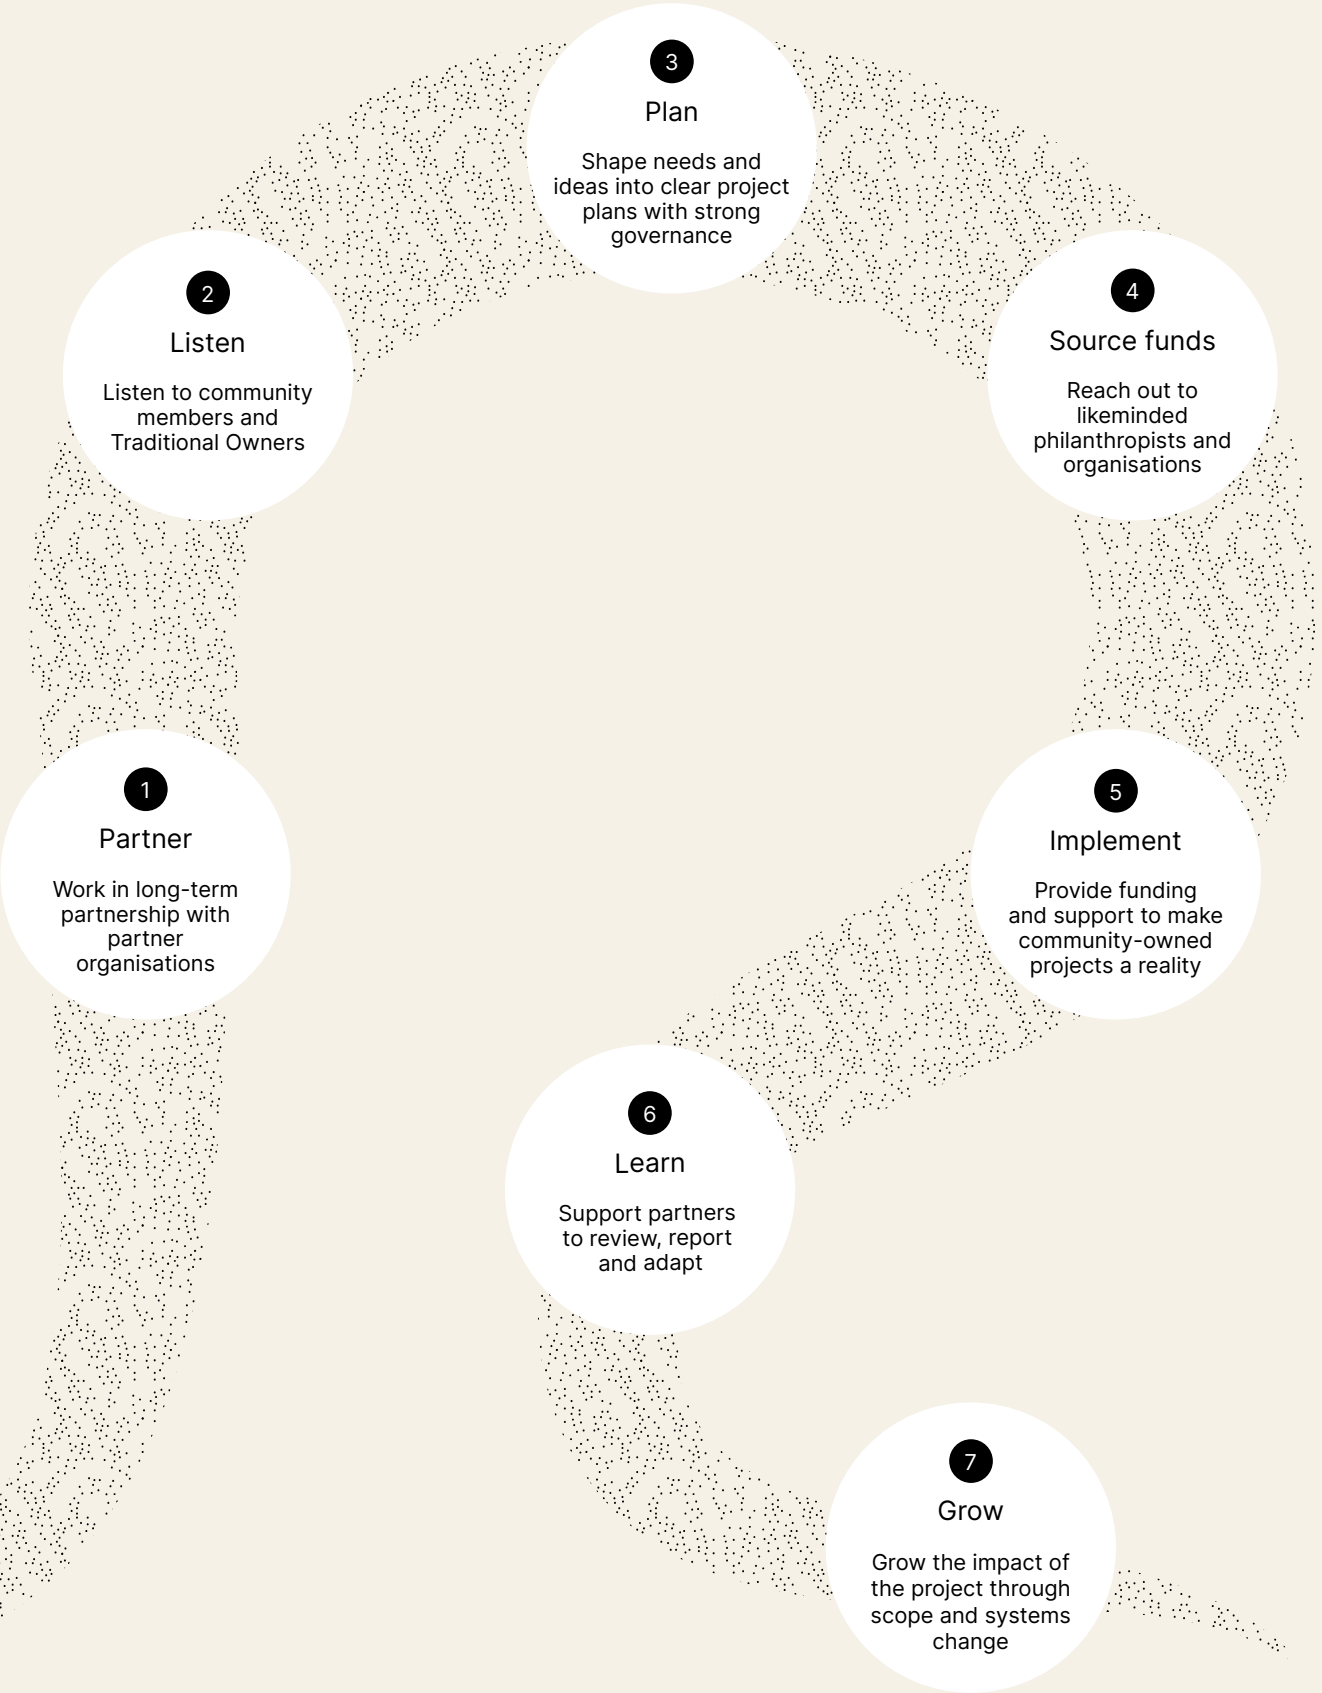 1
Partner
Work in long-term
partnership with
partner
organisations
2
Listen
Listen to community
members and
Traditional Owners
3
Plan
Shape needs and
ideas into clear project
plans with strong
governance
4
Source funds
Reach out to
likeminded
philanthropists and
organisations
5
Implement
Provide funding
and support to make
community-owned
projects a reality
6
Learn
Support partners
to review, report
and adapt
7
Grow
Grow the impact of
the project through
scope and systems
change